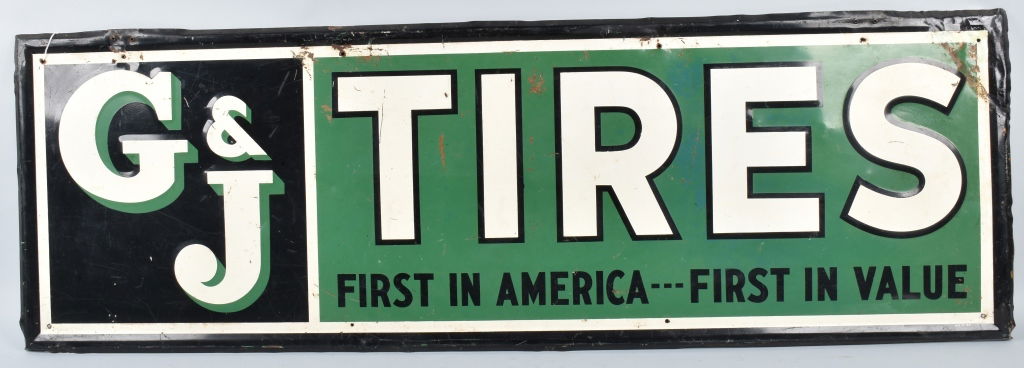 G & J
TIRES
FIRST IN AMERICA---FIRST IN VALUE